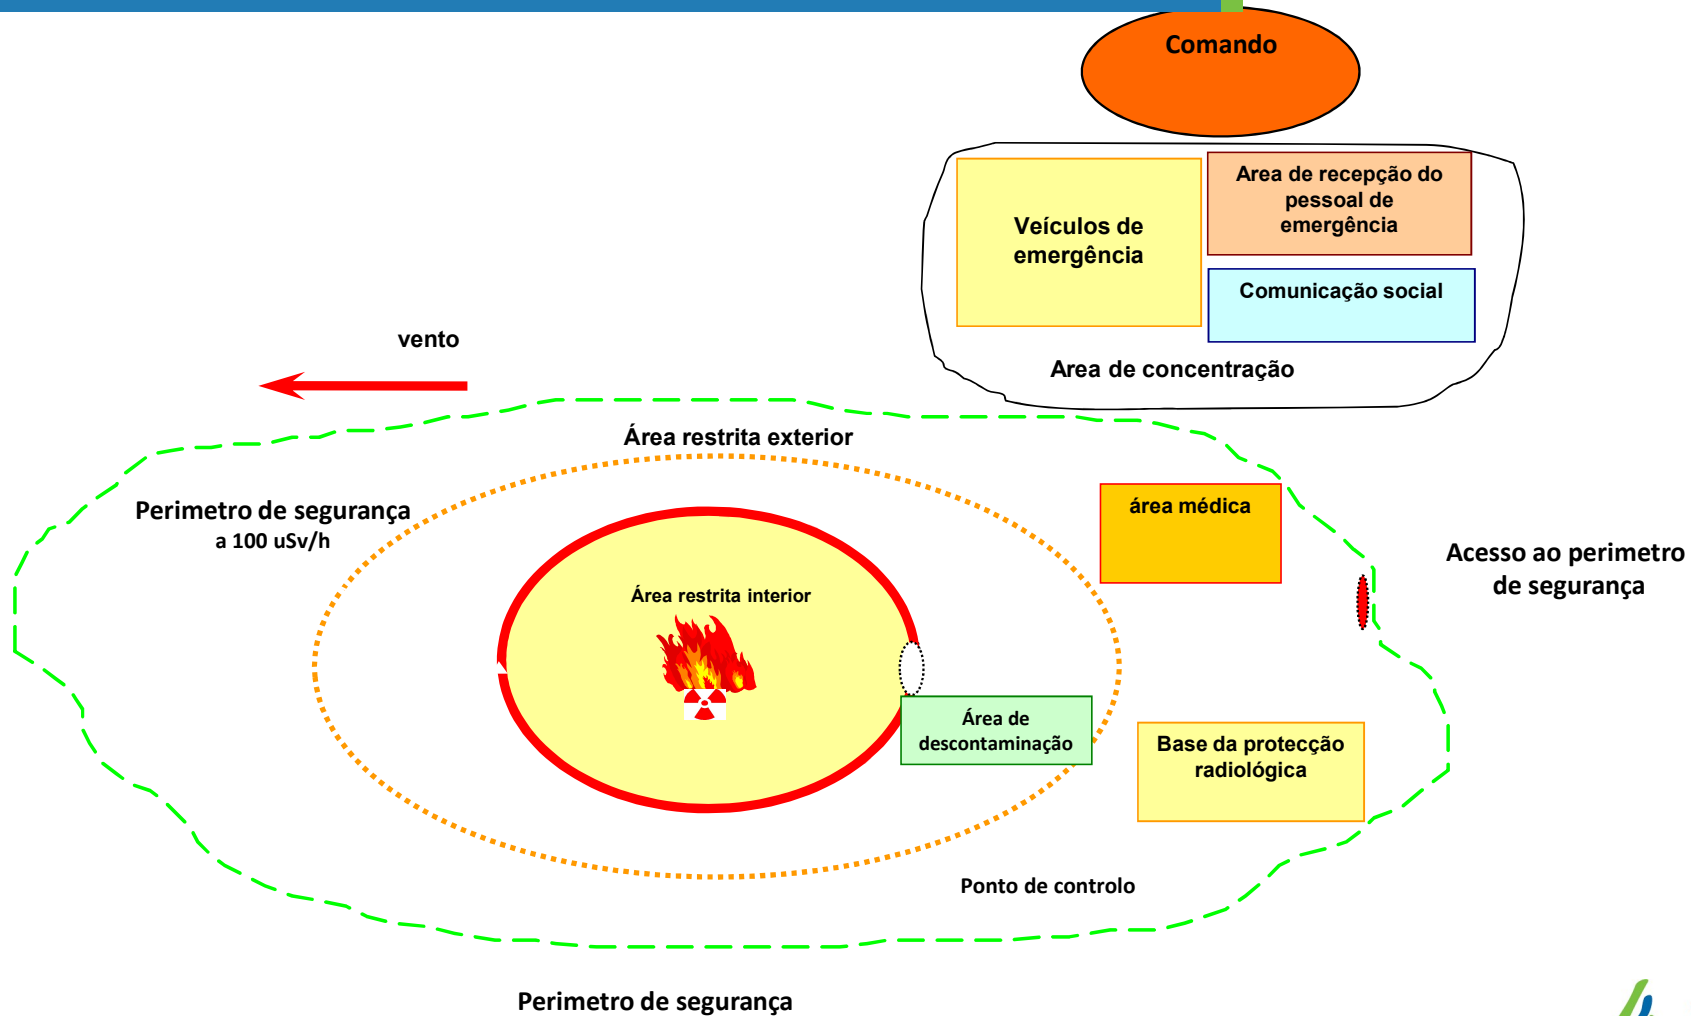 Comando
Area de recepção do
pessoal de
emergência
Veículos de
emergência
Comunicação social
Area de concentração
vento
Área restrita exterior
Perimetro de segurança
a 100 uSv/h
área médica
Acesso ao perimetro
de segurança
Área restrita interior
Área de
descontaminação
Base da protecção
radiológica
Ponto de controlo
Perimetro de segurança